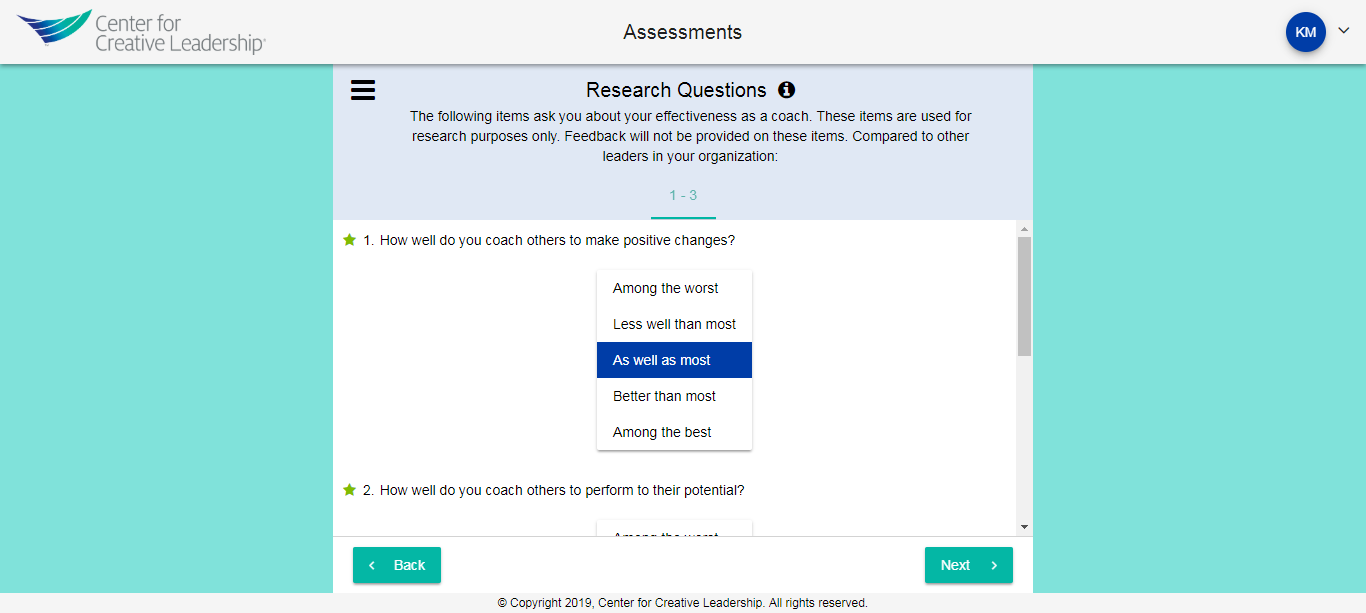 Center for
Creative Leadership®
Assessments
KM
Research Questions
The following items ask you about your effectiveness as a coach. These items are used for
research purposes only. Feedback will not be provided on these items. Compared to other
leaders in your organization:
1 - 3
1. How well do you coach others to make positive changes?
Among the worst
Less well than most
As well as most
Better than most
Among the best
2. How well do you coach others to perform to their potential?
Among the worst
Back
Next
© Copyright 2019, Center for Creative Leadership. All rights reserved.